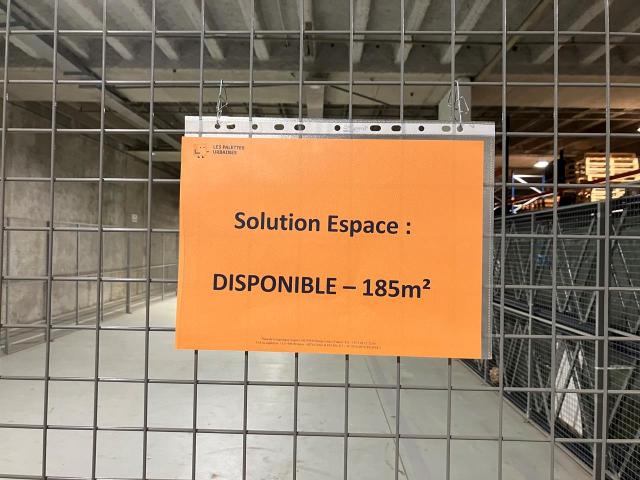 LES PALETTES
URBAINES
Solution Espace :
DISPONIBLE – 185m²